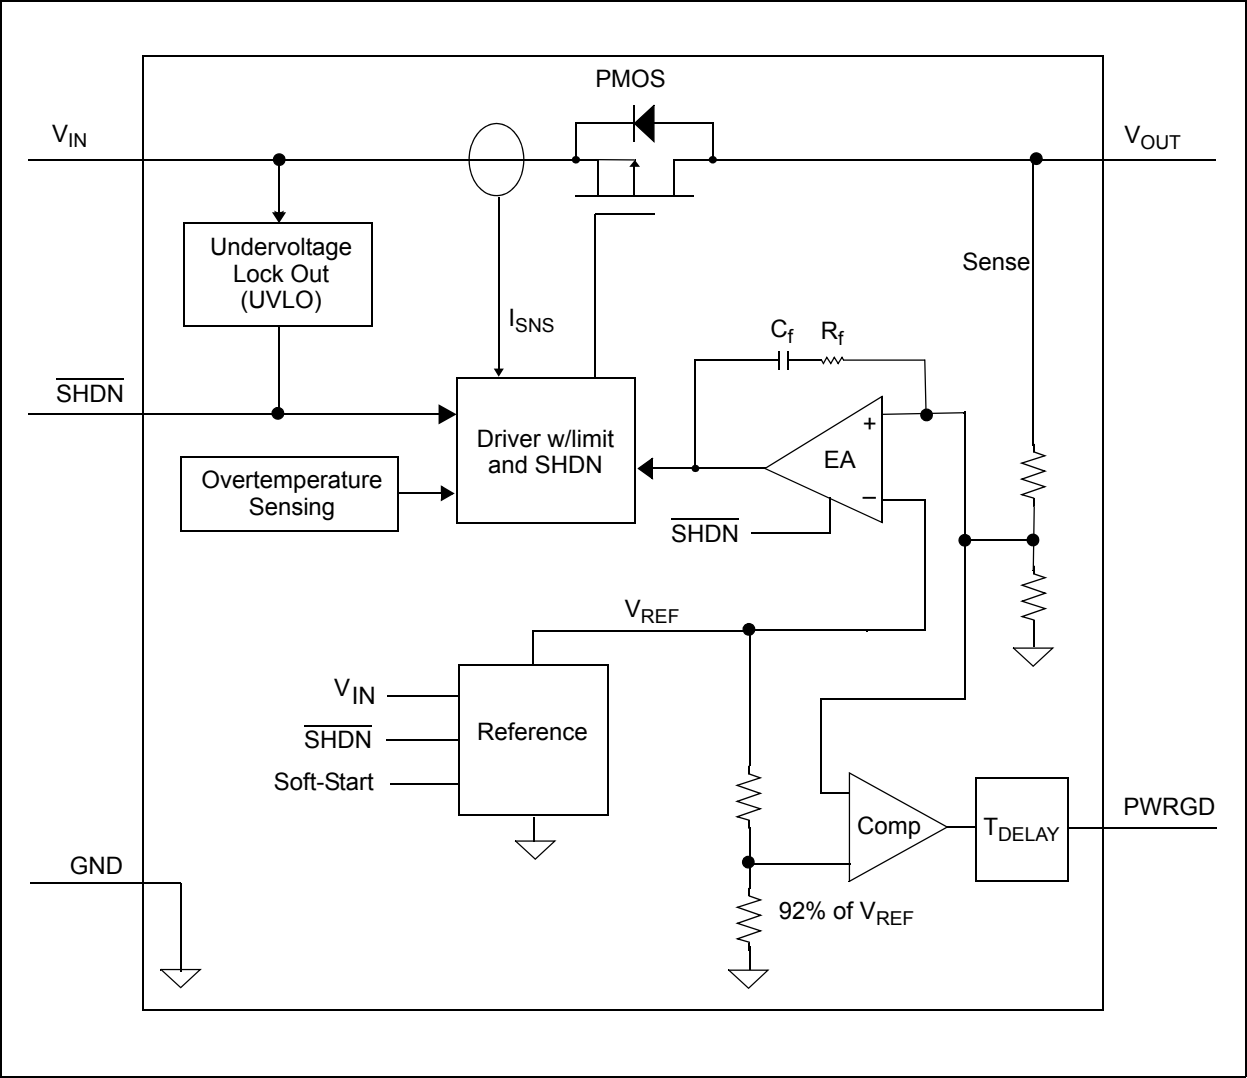 PMOS
VIN
VOUT
Undervoltage
Lock Out
(UVLO)
Sense
ISNS
Cf
Rf
SHDN
Driver w/limit
and SHDN
+
EA
−
Overtemperature
Sensing
SHDN
VREF
VIN
SHDN
Reference
Soft-Start
Comp
TDELAY
PWRGD
GND
92% of VREF